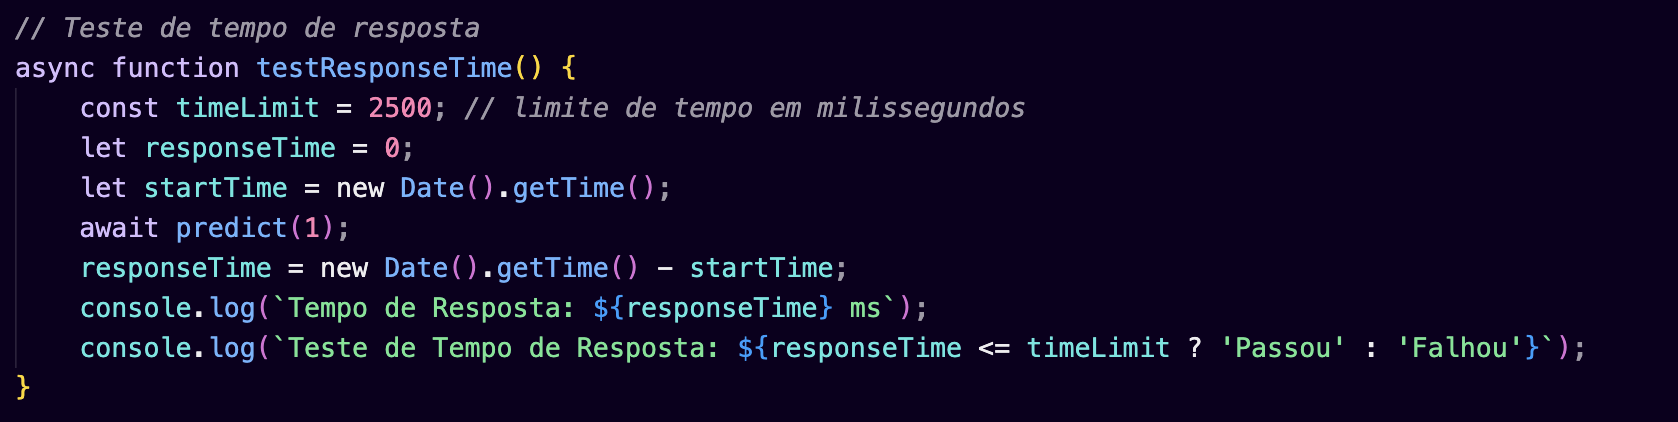 // Teste de tempo de resposta
async function testResponseTime() {
    const timeLimit = 2500; // limite de tempo em milissegundos
    let responseTime = 0;
    let startTime = new Date().getTime();
    await predict(1);
    responseTime = new Date().getTime() - startTime;
    console.log(`Tempo de Resposta: ${responseTime} ms`);
    console.log(`Teste de Tempo de Resposta: ${responseTime <= timeLimit ? 'Passou' : 'Falhou'}`);
}